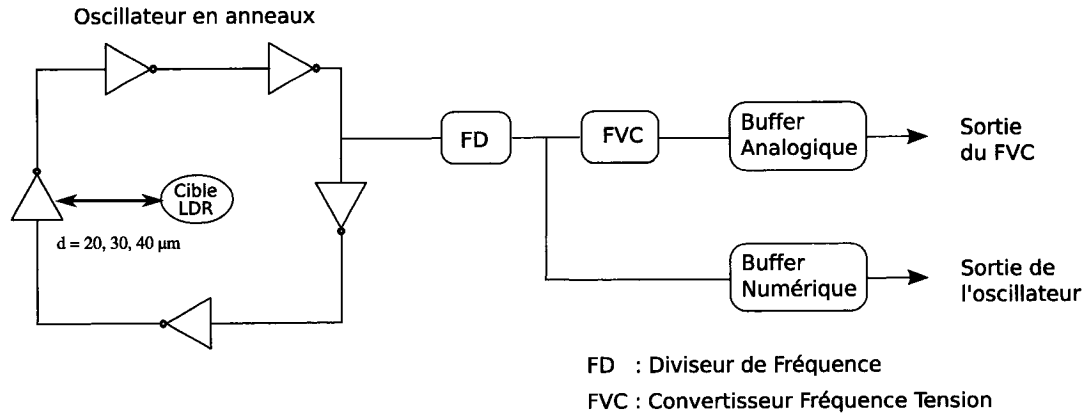 Oscillateur en anneaux
Cible
LDR
d = 20, 30, 40 µm
FD
FVC
Buffer
Analogique
Sortie
du FVC
Buffer
Numérique
Sortie de
l'oscillateur
FD : Diviseur de Fréquence
FVC : Convertisseur Fréquence Tension